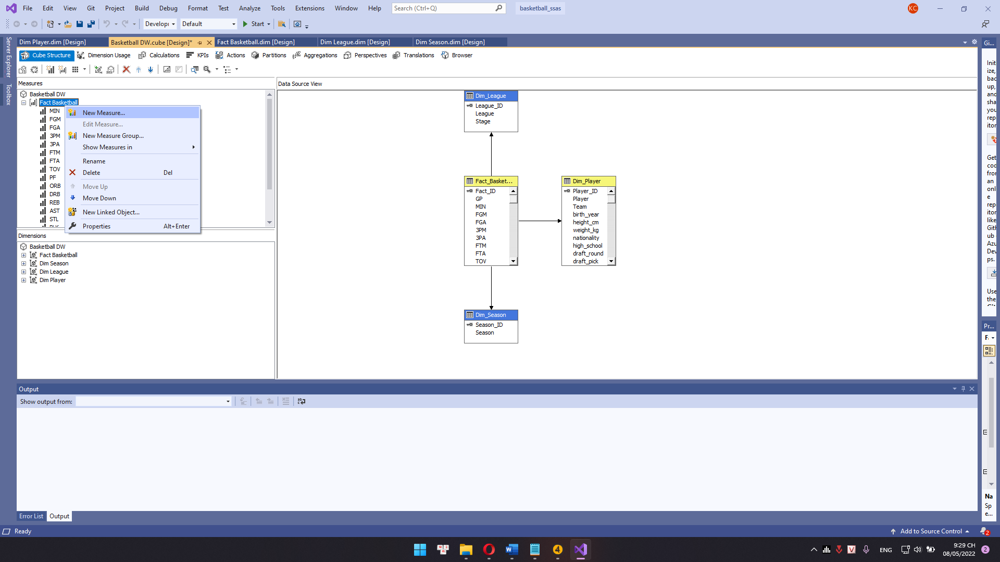 File Edit View Git Project Build Debug Format Test Analyze Tools Extensions Window Help Search (Ctrl+Q) basketball_ssas KC
Developı Default Start
Dim Player.dim [Design] Basketball DW.cube [Design]* Fact Basketball.dim [Design] Dim League.dim [Design] Dim Season.dim [Design]
Cube Structure Dimension Usage Calculations KPIs Actions Partitions Aggregations Perspectives Translations Browser
Server Explorer
Toolbox
Measures
Basketball DW
Fact Basketball
MIN
FGM
FGA
3PM
3PA
FTM
FTA
TOV
PF
ORB
DRB
REB
AST
STL
BLK
New Measure...
Edit Measure...
New Measure Group...
Show Measures in
Rename
Delete Del
Move Up
Move Down
New Linked Object...
Properties Alt+Enter
Dimensions
Basketball DW
Fact Basketball
Dim Season
Dim League
Dim Player
Data Source View
Dim_League
League_ID
League
Stage
Fact_Basket...
Fact_ID
GP
MIN
FGM
FGA
3PM
3PA
FTM
FTA
TOV
Dim_Player
Player_ID
Player
Team
birth_year
height_cm
weight_kg
nationality
high_school
draft_round
draft_pick
Dim_Season
Season_ID
Season
Gi...
Init
ize,
bac
up,
and
sha
you
rep
itor
Get
coc
fror
an
onl
e
rep
itor
like
Gitl
ub (
Azu
Dev
ps.
Use
the
Pr...
F.
Na
Sp
e...
Output
Show output from:
Error List Output
Ready Add to Source Control 2
ENG 9:29 CH
08/05/2022 2